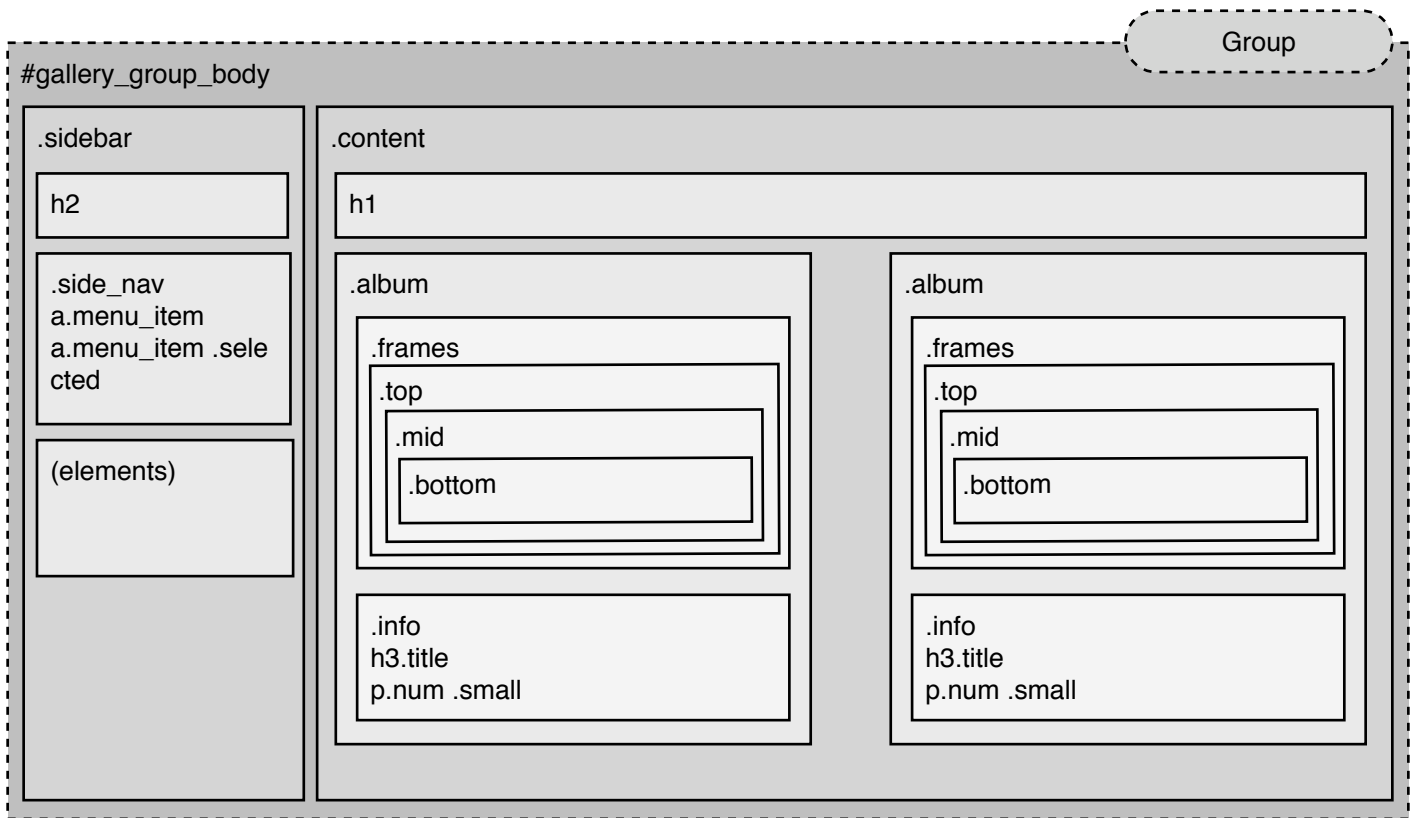 Group
#gallery_group_body
.sidebar
h2
.side_nav
a.menu_item
a.menu_item .sele
cted
(elements)
.content
h1
.album
.frames
.top
.mid
.bottom
.info
h3.title
p.num .small
.album
.frames
.top
.mid
.bottom
.info
h3.title
p.num .small